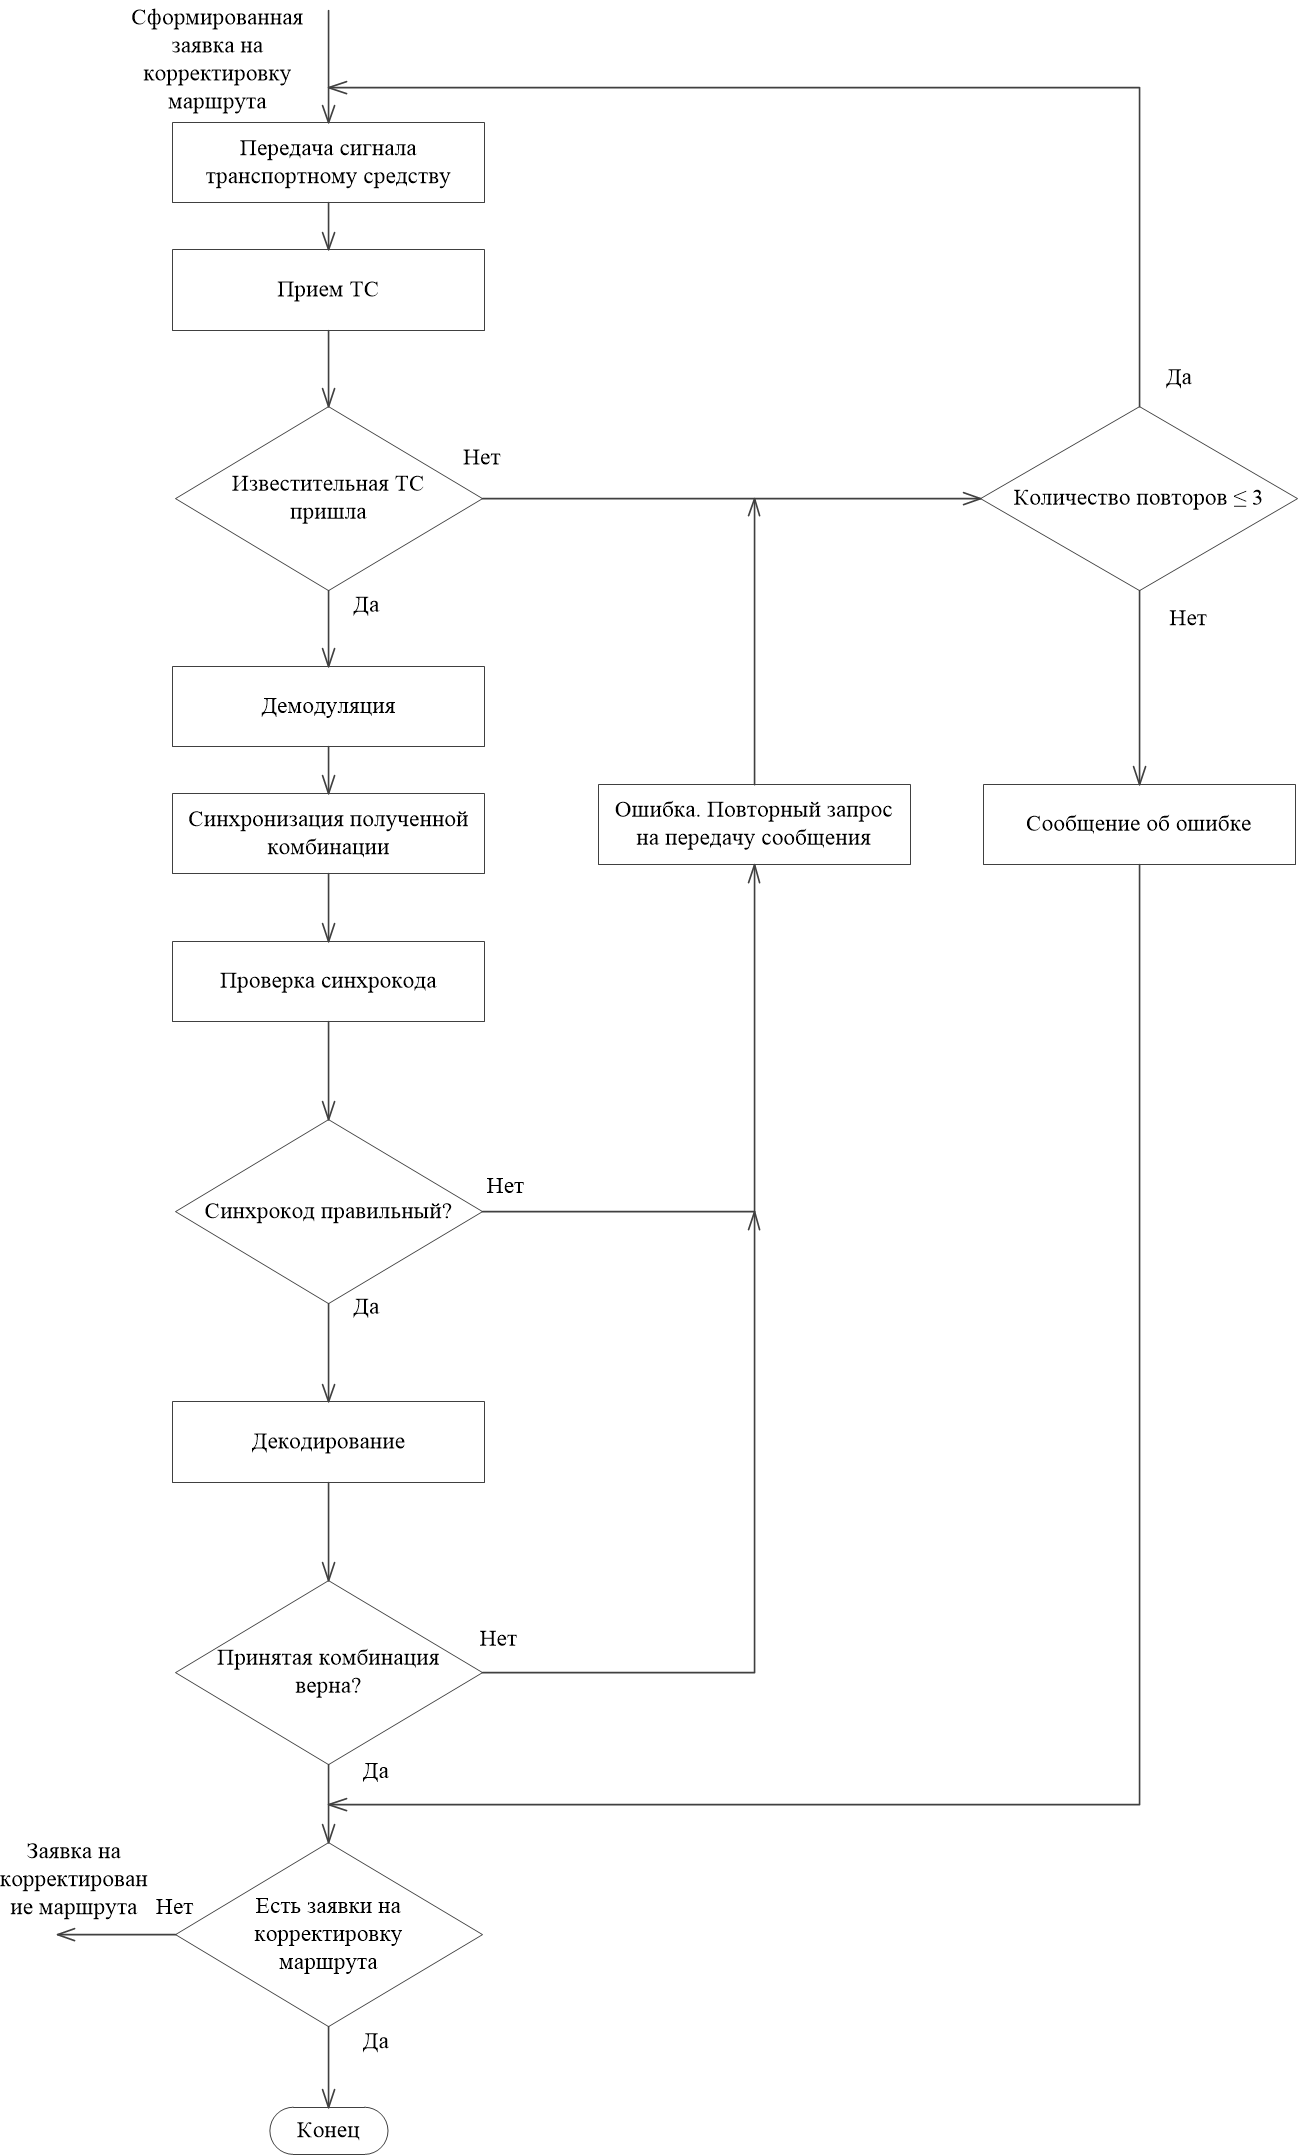 Сформированная
заявка на
корректировку
маршрута
Передача сигнала
транспортному средству
Прием ТС
Да
Известительная ТС
пришла
Нет
Количество повторов ≤ 3
Да
Нет
Демодуляция
Синхронизация полученной
комбинации
Ошибка. Повторный запрос
на передачу сообщения
Сообщение об ошибке
Проверка синхрокода
Синхрокод правильный?
Нет
Да
Декодирование
Принятая комбинация
верна?
Нет
Да
Заявка на
корректирован
ие маршрута
Нет
Есть заявки на
корректировку
маршрута
Да
Конец